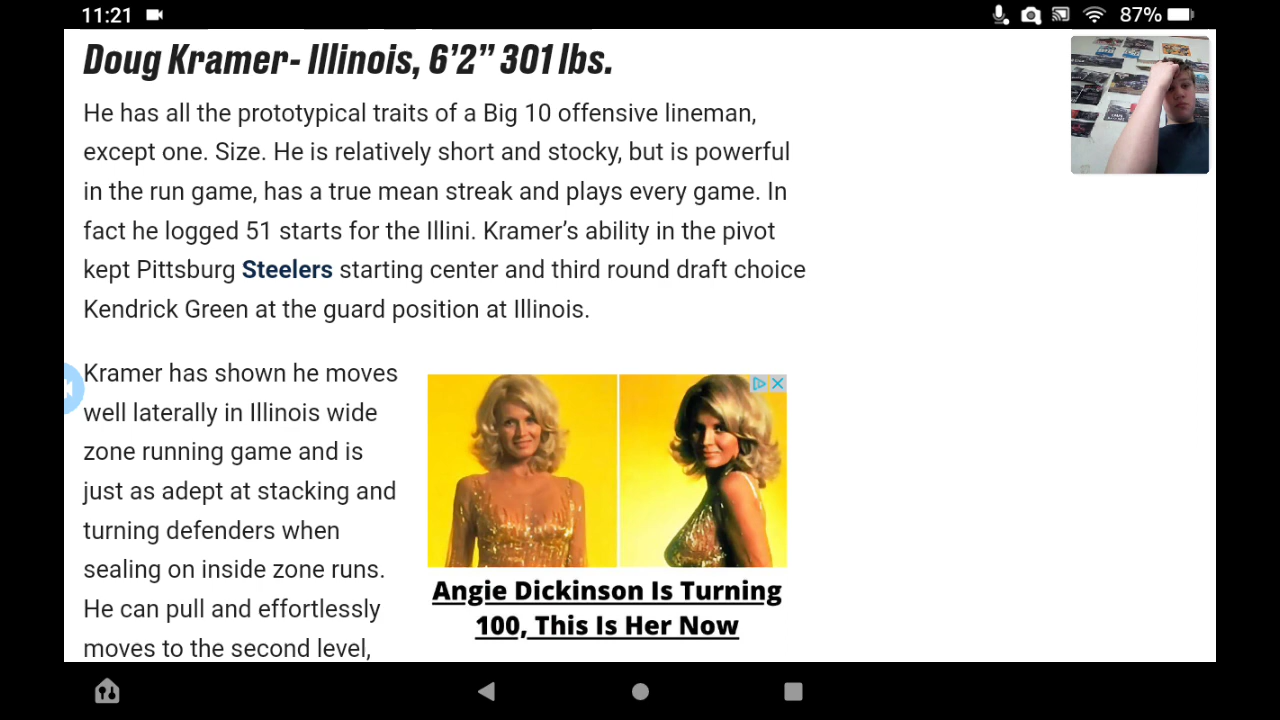 11:21
87%
Doug Kramer- Illinois, 6’2” 301 lbs.
He has all the prototypical traits of a Big 10 offensive lineman,
except one. Size. He is relatively short and stocky, but is powerful
in the run game, has a true mean streak and plays every game. In
fact he logged 51 starts for the Illini. Kramer’s ability in the pivot
kept Pittsburg Steelers starting center and third round draft choice
Kendrick Green at the guard position at Illinois.
Kramer has shown he moves
well laterally in Illinois wide
zone running game and is
just as adept at stacking and
turning defenders when
sealing on inside zone runs.
He can pull and effortlessly
moves to the second level,
Angie Dickinson Is Turning
100, This Is Her Now